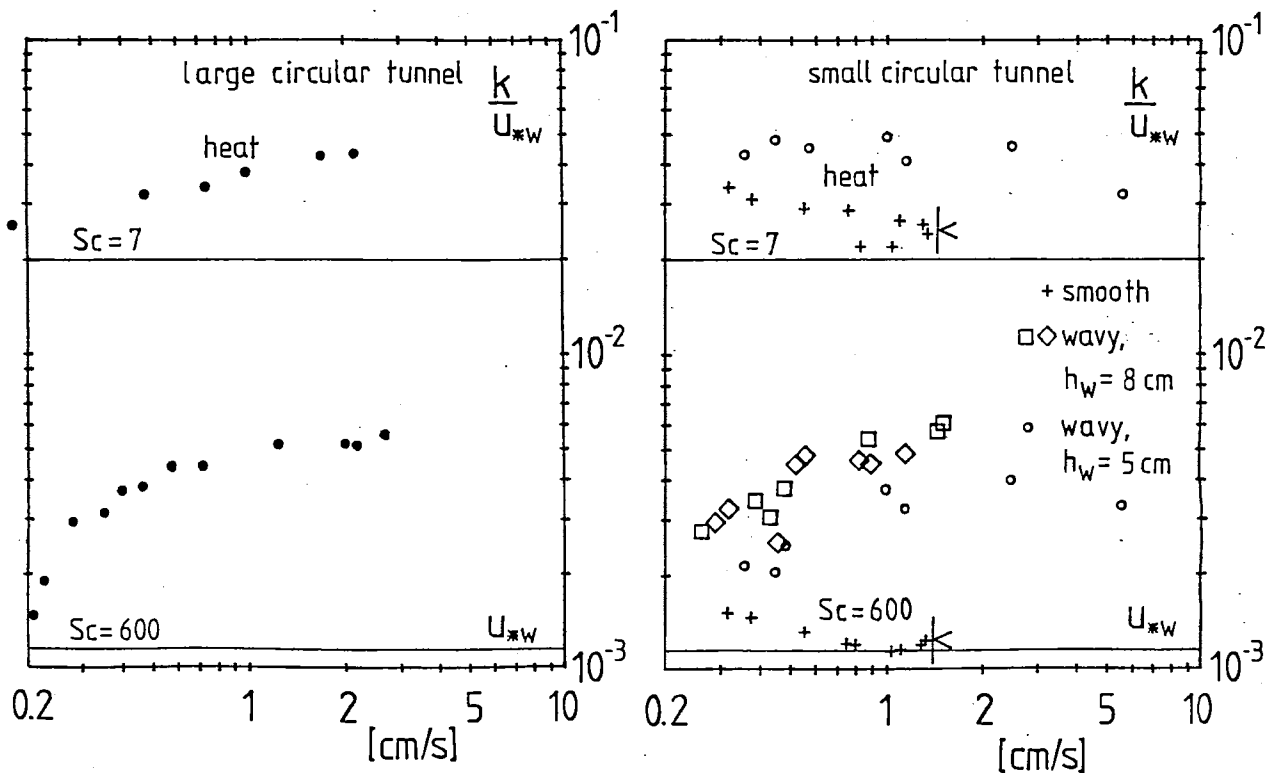 large circular tunnel
k
u*w
10⁻¹
heat
Sc = 7
10⁻²
Sc = 600
u*w
10⁻³
0.2 1 2 5 10
[cm/s]
small circular tunnel
k
u*w
10⁻¹
heat
Sc = 7
+ smooth
□◇ wavy,
h_w = 8 cm
o wavy,
h_w = 5 cm
10⁻²
Sc = 600
u*w
10⁻³
0.2 1 2 5 10
[cm/s]